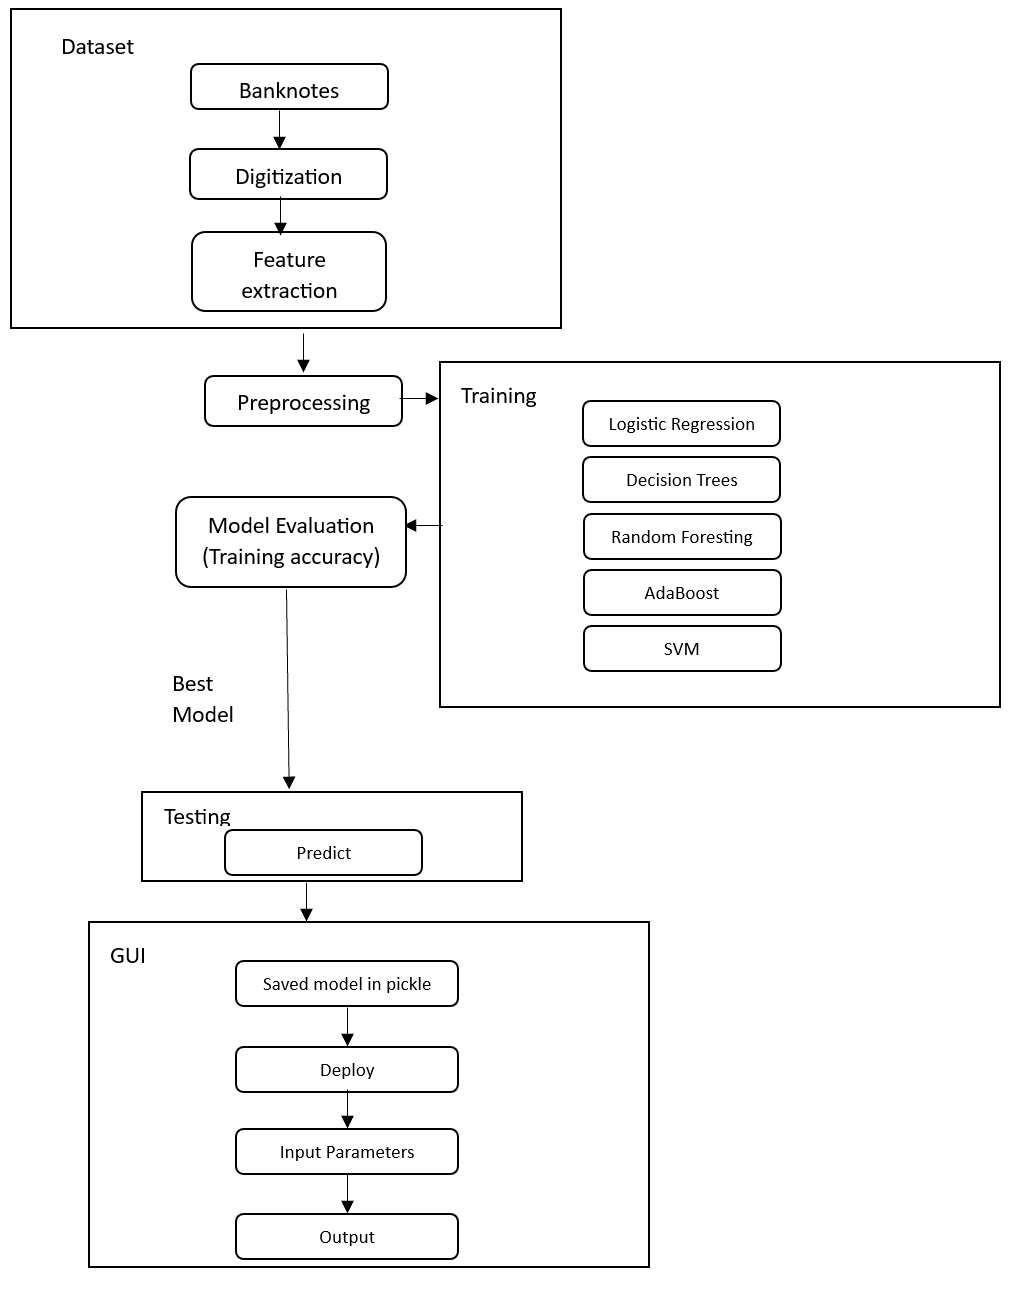 Dataset
Banknotes
Digitization
Feature
extraction
Preprocessing
Training
Logistic Regression
Decision Trees
Random Foresting
AdaBoost
SVM
Model Evaluation
(Training accuracy)
Best
Model
Testing
Predict
GUI
Saved model in pickle
Deploy
Input Parameters
Output